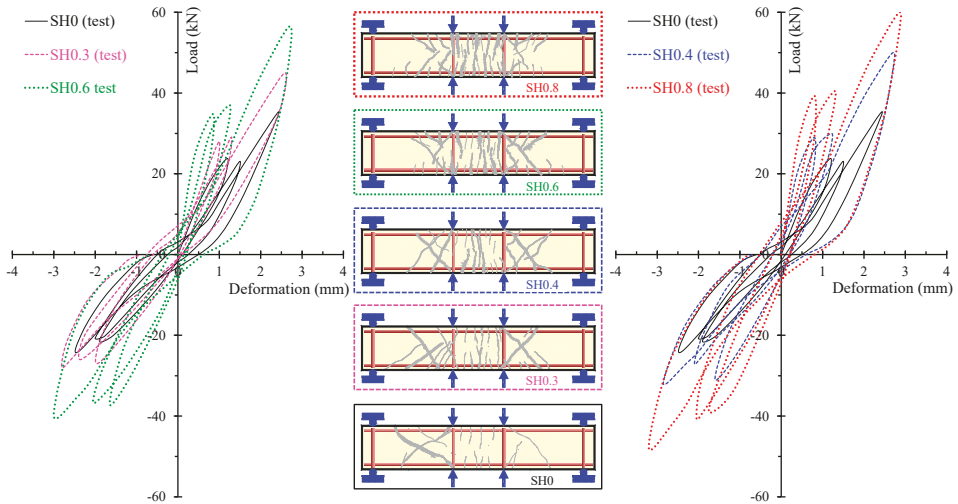 SH0 (test)
SH0.3 (test)
SH0.6 test
Load (kN)
60
40
20
0
-20
-40
-60
-4
-3
-2
-1
0
1
2
3
4
Deformation (mm)
SH0.8
SH0.6
SH0.4
SH0.3
SH0
SH0 (test)
SH0.4 (test)
SH0.8 (test)
Load (kN)
60
40
20
0
-20
-40
-60
-4
-3
-2
-1
0
1
2
3
4
Deformation (mm)